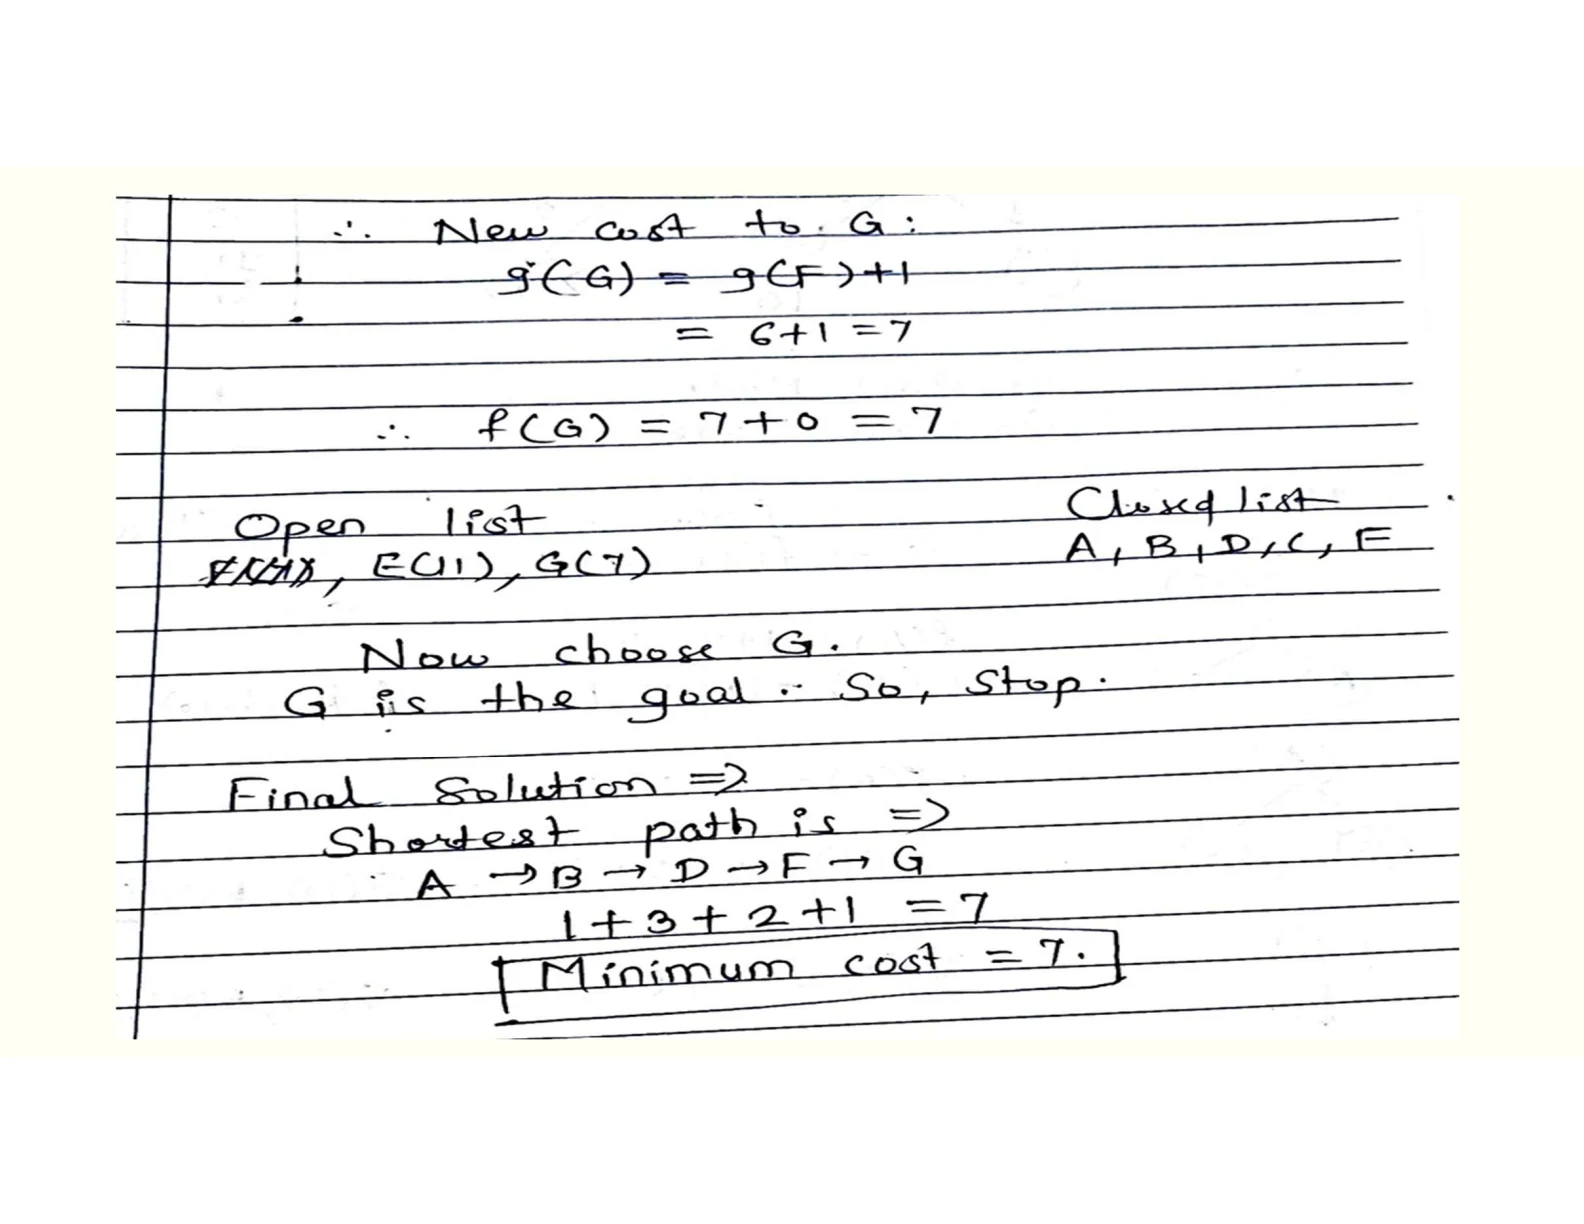 ∴ New cost to G:
g(G) = g(F)+1
= 6+1 = 7
∴ f(G) = 7+0 = 7
Open list Closed list
, E(11), G(7) A, B, D, C, F
Now choose G.
G is the goal. So, Stop.
Final Solution ⇒
Shortest path is ⇒
A → B → D → F → G
1+3+2+1 = 7
Minimum cost = 7.